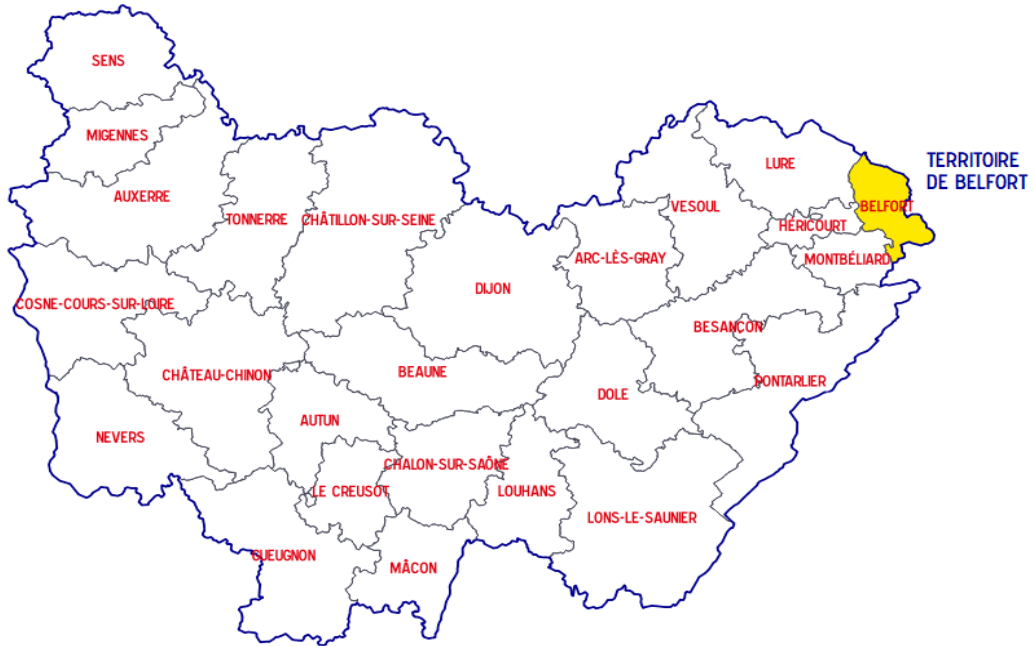 SENS
MIGENNES
AUXERRE
TONNERRE
CHÂTILLON-SUR-SEINE
LURE
TERRITOIRE
DE BELFORT
VESOUL
BELFORT
HÉRICOURT
ARC-LÈS-GRAY
MONTBÉLIARD
DIJON
COSNE-COURS-SUR-LOIRE
BESANÇON
CHÂTEAU-CHINON
BEAUNE
PONTARLIER
DOLE
AUTUN
NEVERS
CHALON-SUR-SAÔNE
LE CREUSOT
LOUHANS
LONS-LE-SAUNIER
GUEUGNON
MÂCON